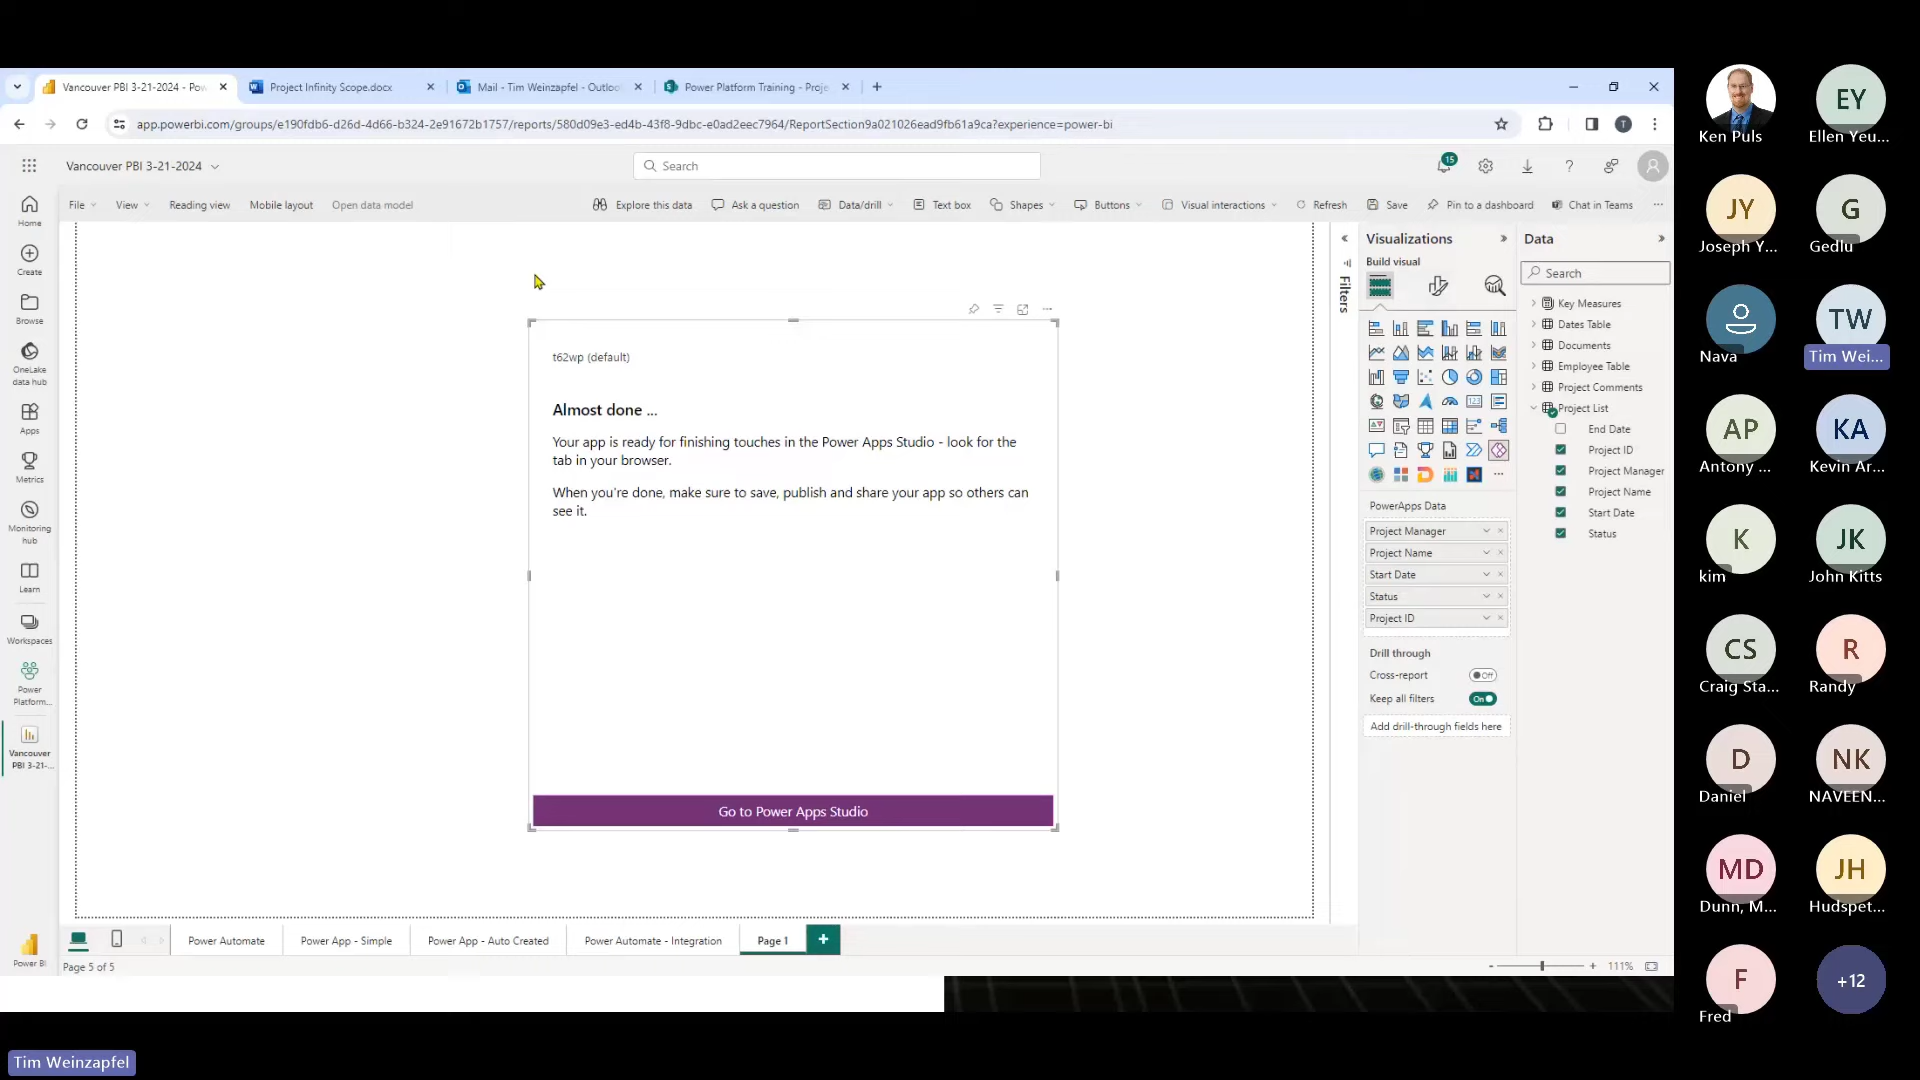 Vancouver PBI 3-21-2024 - Pow
Project Infinity Scope.docx
Mail - Tim Weinzapfel - Outloo
Power Platform Training - Proje
app.powerbi.com/groups/e190fdb6-d26d-4d66-b324-2e91672b1757/reports/580d09e3-ed4b-43f8-9dbc-e0ad2eec7964/ReportSection9a021026ead9fb61a9ca?experience=power-bi
T
Vancouver PBI 3-21-2024
Search
15
File
View
Reading view
Mobile layout
Open data model
Explore this data
Ask a question
Data/drill
Text box
Shapes
Buttons
Visual interactions
Refresh
Save
Pin to a dashboard
Chat in Teams
Home
Create
Browse
OneLake
data hub
Apps
Metrics
Monitoring
hub
Learn
Workspaces
Power
Platform...
Vancouver
PBI 3-21-...
Power BI
t62wp (default)
Almost done ...
Your app is ready for finishing touches in the Power Apps Studio - look for the
tab in your browser.
When you're done, make sure to save, publish and share your app so others can
see it.
Go to Power Apps Studio
Filters
Visualizations
Build visual
PowerApps Data
Project Manager
Project Name
Start Date
Status
Project ID
Drill through
Cross-report
Off
Keep all filters
On
Add drill-through fields here
Data
Search
Key Measures
Dates Table
Documents
Employee Table
Project Comments
Project List
End Date
Project ID
Project Manager
Project Name
Start Date
Status
Power Automate
Power App - Simple
Power App - Auto Created
Power Automate - Integration
Page 1
Page 5 of 5
111%
Ken Puls
EY
Ellen Yeu...
JY
Joseph Y...
G
Gedlu
Nava
TW
Tim Wei...
AP
Antony ...
KA
Kevin Ar...
K
kim
JK
John Kitts
CS
Craig Sta...
R
Randy
D
Daniel
NK
NAVEEN...
MD
Dunn, M...
JH
Hudspet...
F
Fred
+12
Tim Weinzapfel